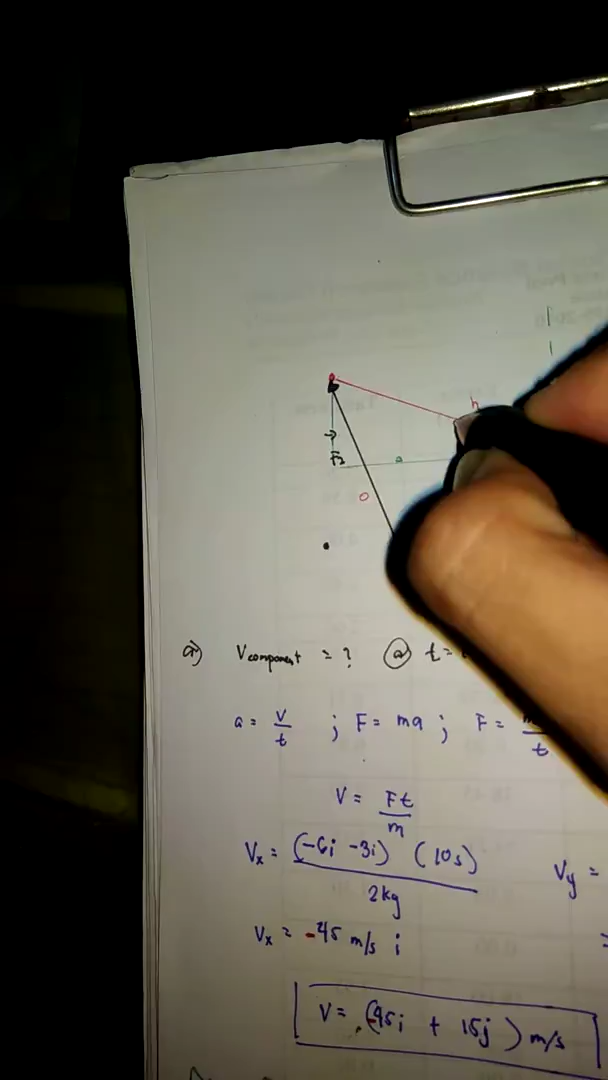 h
F₂
a
o
a) Vcomponent = ? @ t =
a = V/t ; F = ma ; F =
t
V = Ft/m
Vx = (-6i -3i) (10s) / 2kg
Vy =
Vx = -45 m/s i
=
V = (-45i + 15j) m/s